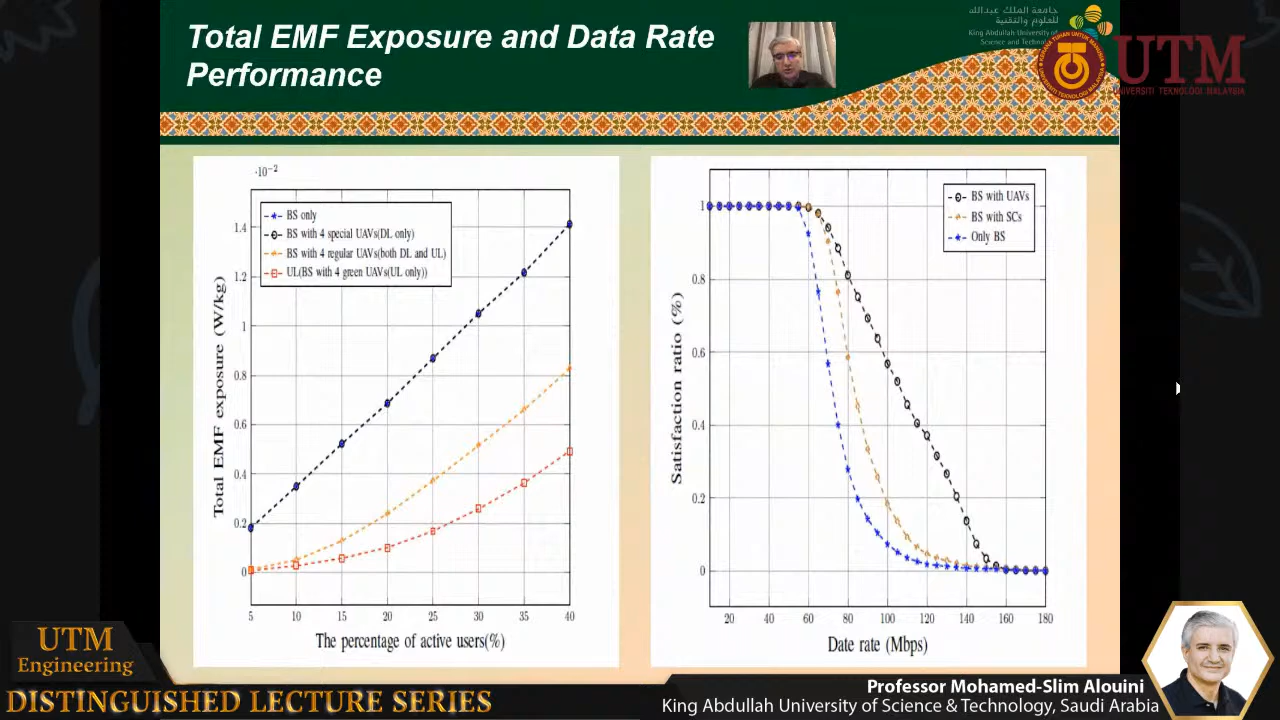 Total EMF Exposure and Data Rate
Performance
جامعة الملك عبدالله
للعلوم والتقنية
King Abdullah University of
Science and Technology
UTM
UNIVERSITI TEKNOLOGI MALAYSIA
·10⁻²
BS only
BS with 4 special UAVs(DL only)
BS with 4 regular UAVs(both DL and UL)
UL(BS with 4 green UAVs(UL only))
1.4
1.2
1
0.8
0.6
0.4
0.2
0
Total EMF exposure (W/kg)
5 10 15 20 25 30 35 40
The percentage of active users(%)
BS with UAVs
BS with SCs
Only BS
1
0.8
0.6
0.4
0.2
0
Satisfaction ratio (%)
20 40 60 80 100 120 140 160 180
Date rate (Mbps)
UTM
Engineering
DISTINGUISHED LECTURE SERIES
Professor Mohamed-Slim Alouini
King Abdullah University of Science & Technology, Saudi Arabia